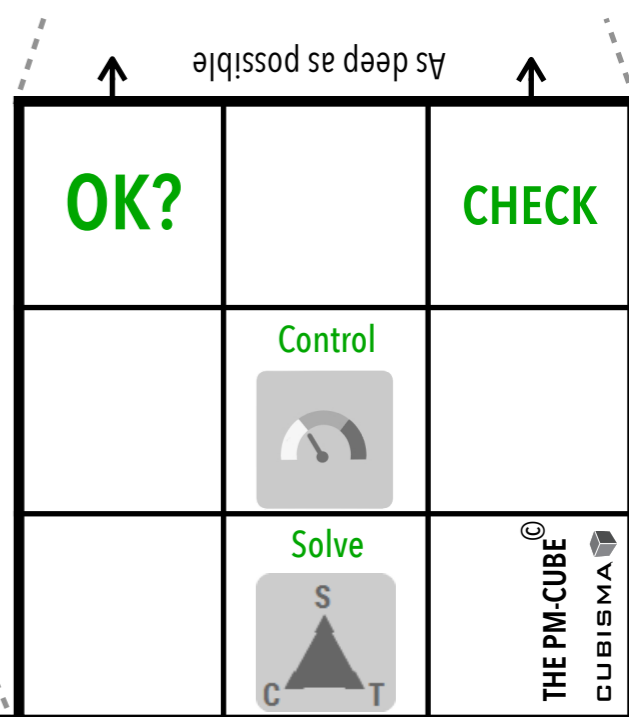 As deep as possible
OK?
CHECK
Control
Solve
S
C T
THE PM-CUBE ©
CUBISMA